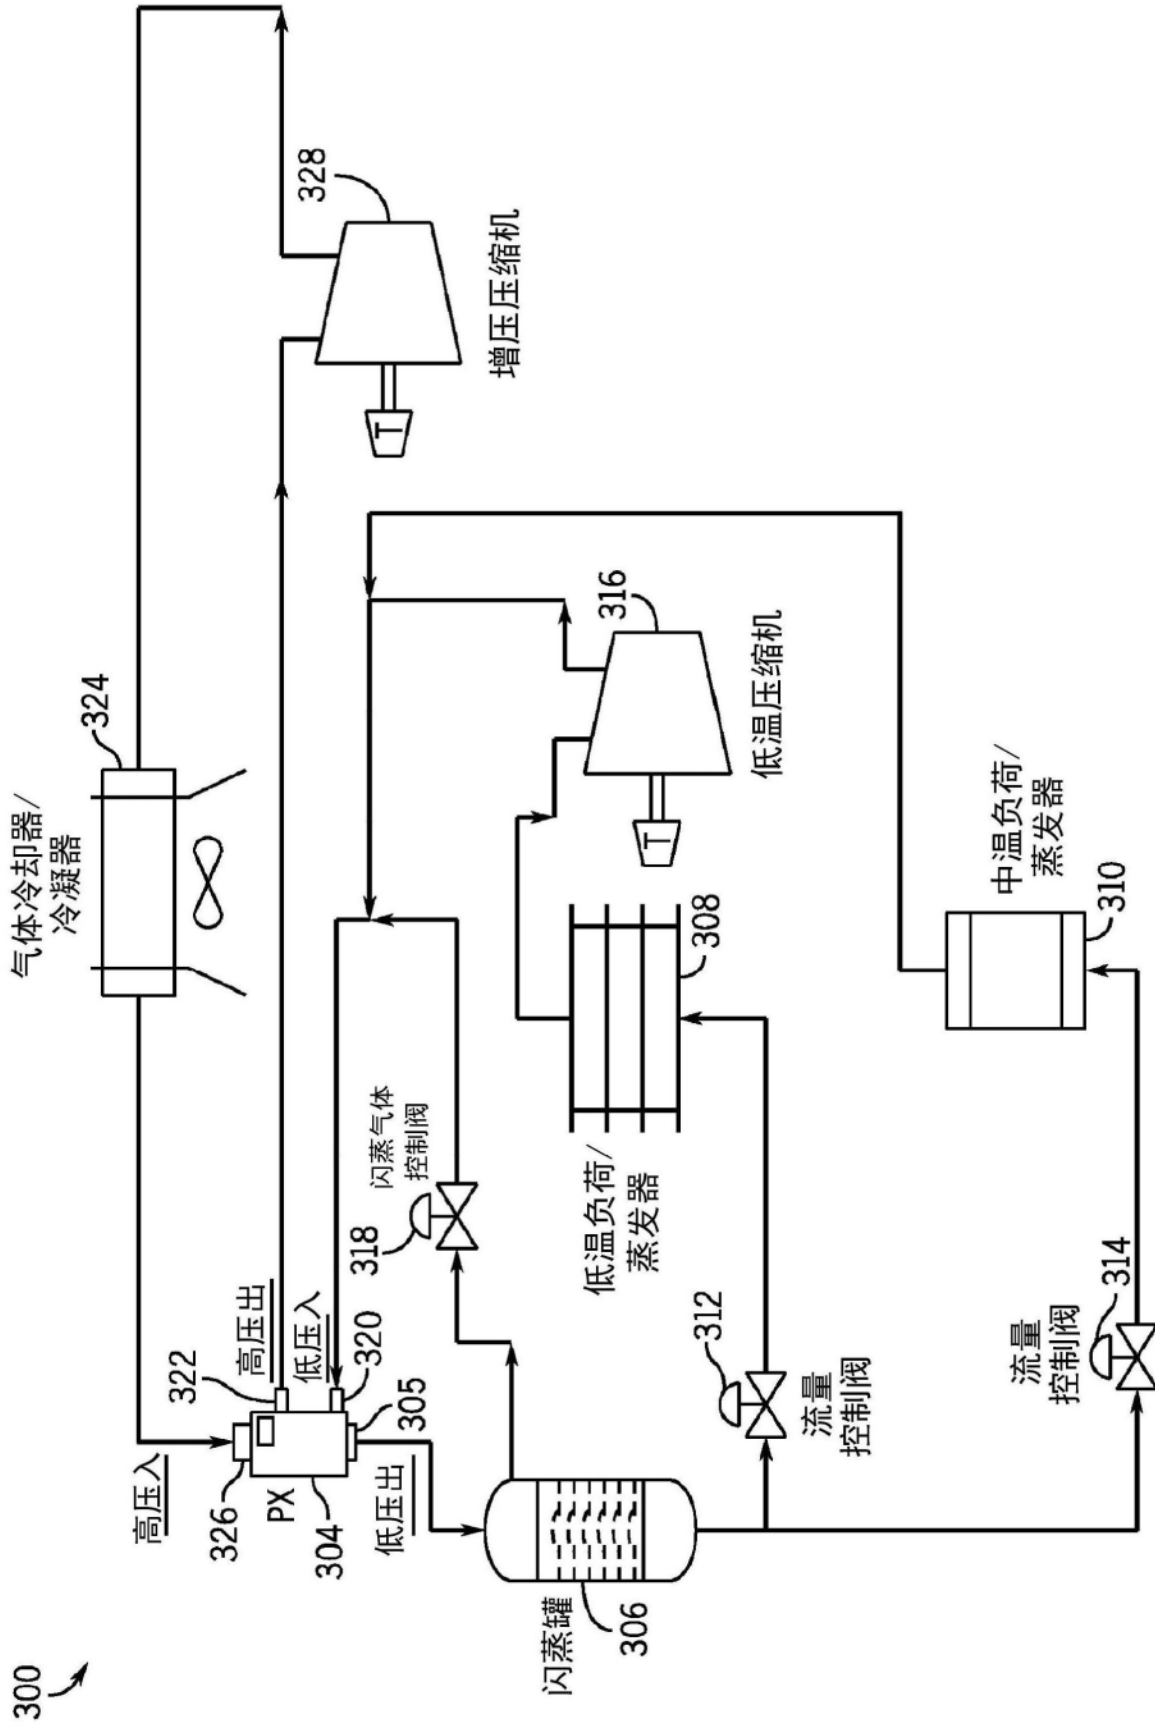 300
气体冷却器/
冷凝器
324
高压入
326
322
高压出
PX
低压入
328
304
320
318
闪蒸气体
控制阀
T
低压出
305
增压压缩机
闪蒸罐
306
312
低温负荷/
蒸发器
316
T
308
低温压缩机
流量
控制阀
中温负荷/
蒸发器
流量
控制阀
314
310